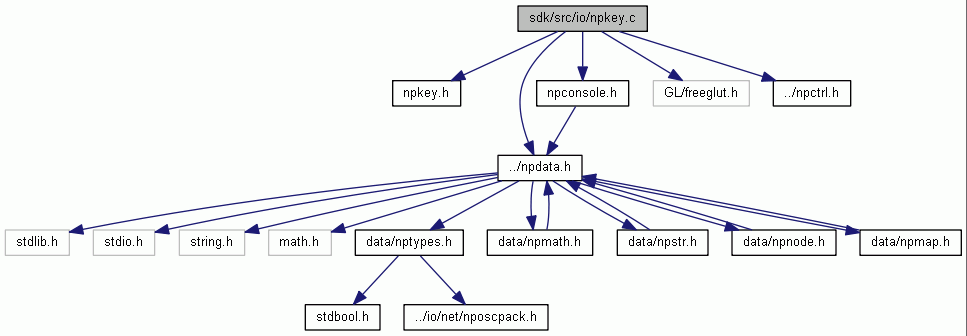 sdk/src/io/npkey.c
npkey.h
npconsole.h
GL/freeglut.h
../npctrl.h
../npdata.h
stdlib.h
stdio.h
string.h
math.h
data/nptypes.h
data/npmath.h
data/npstr.h
data/npnode.h
data/npmap.h
stdbool.h
../io/net/nposcpack.h